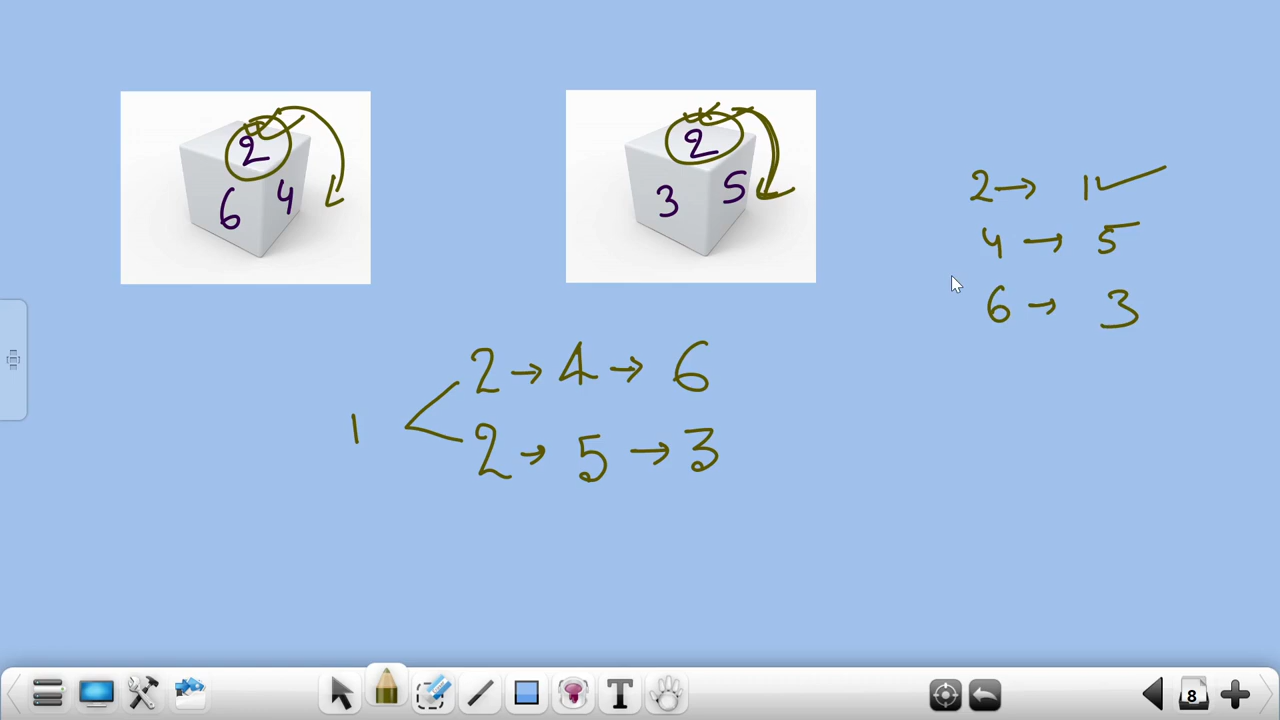 2
6 4
2
3 5
2 → 1 ✓
4 → 5
6 → 3
2 → 4 → 6
1
2 → 5 → 3
T
8